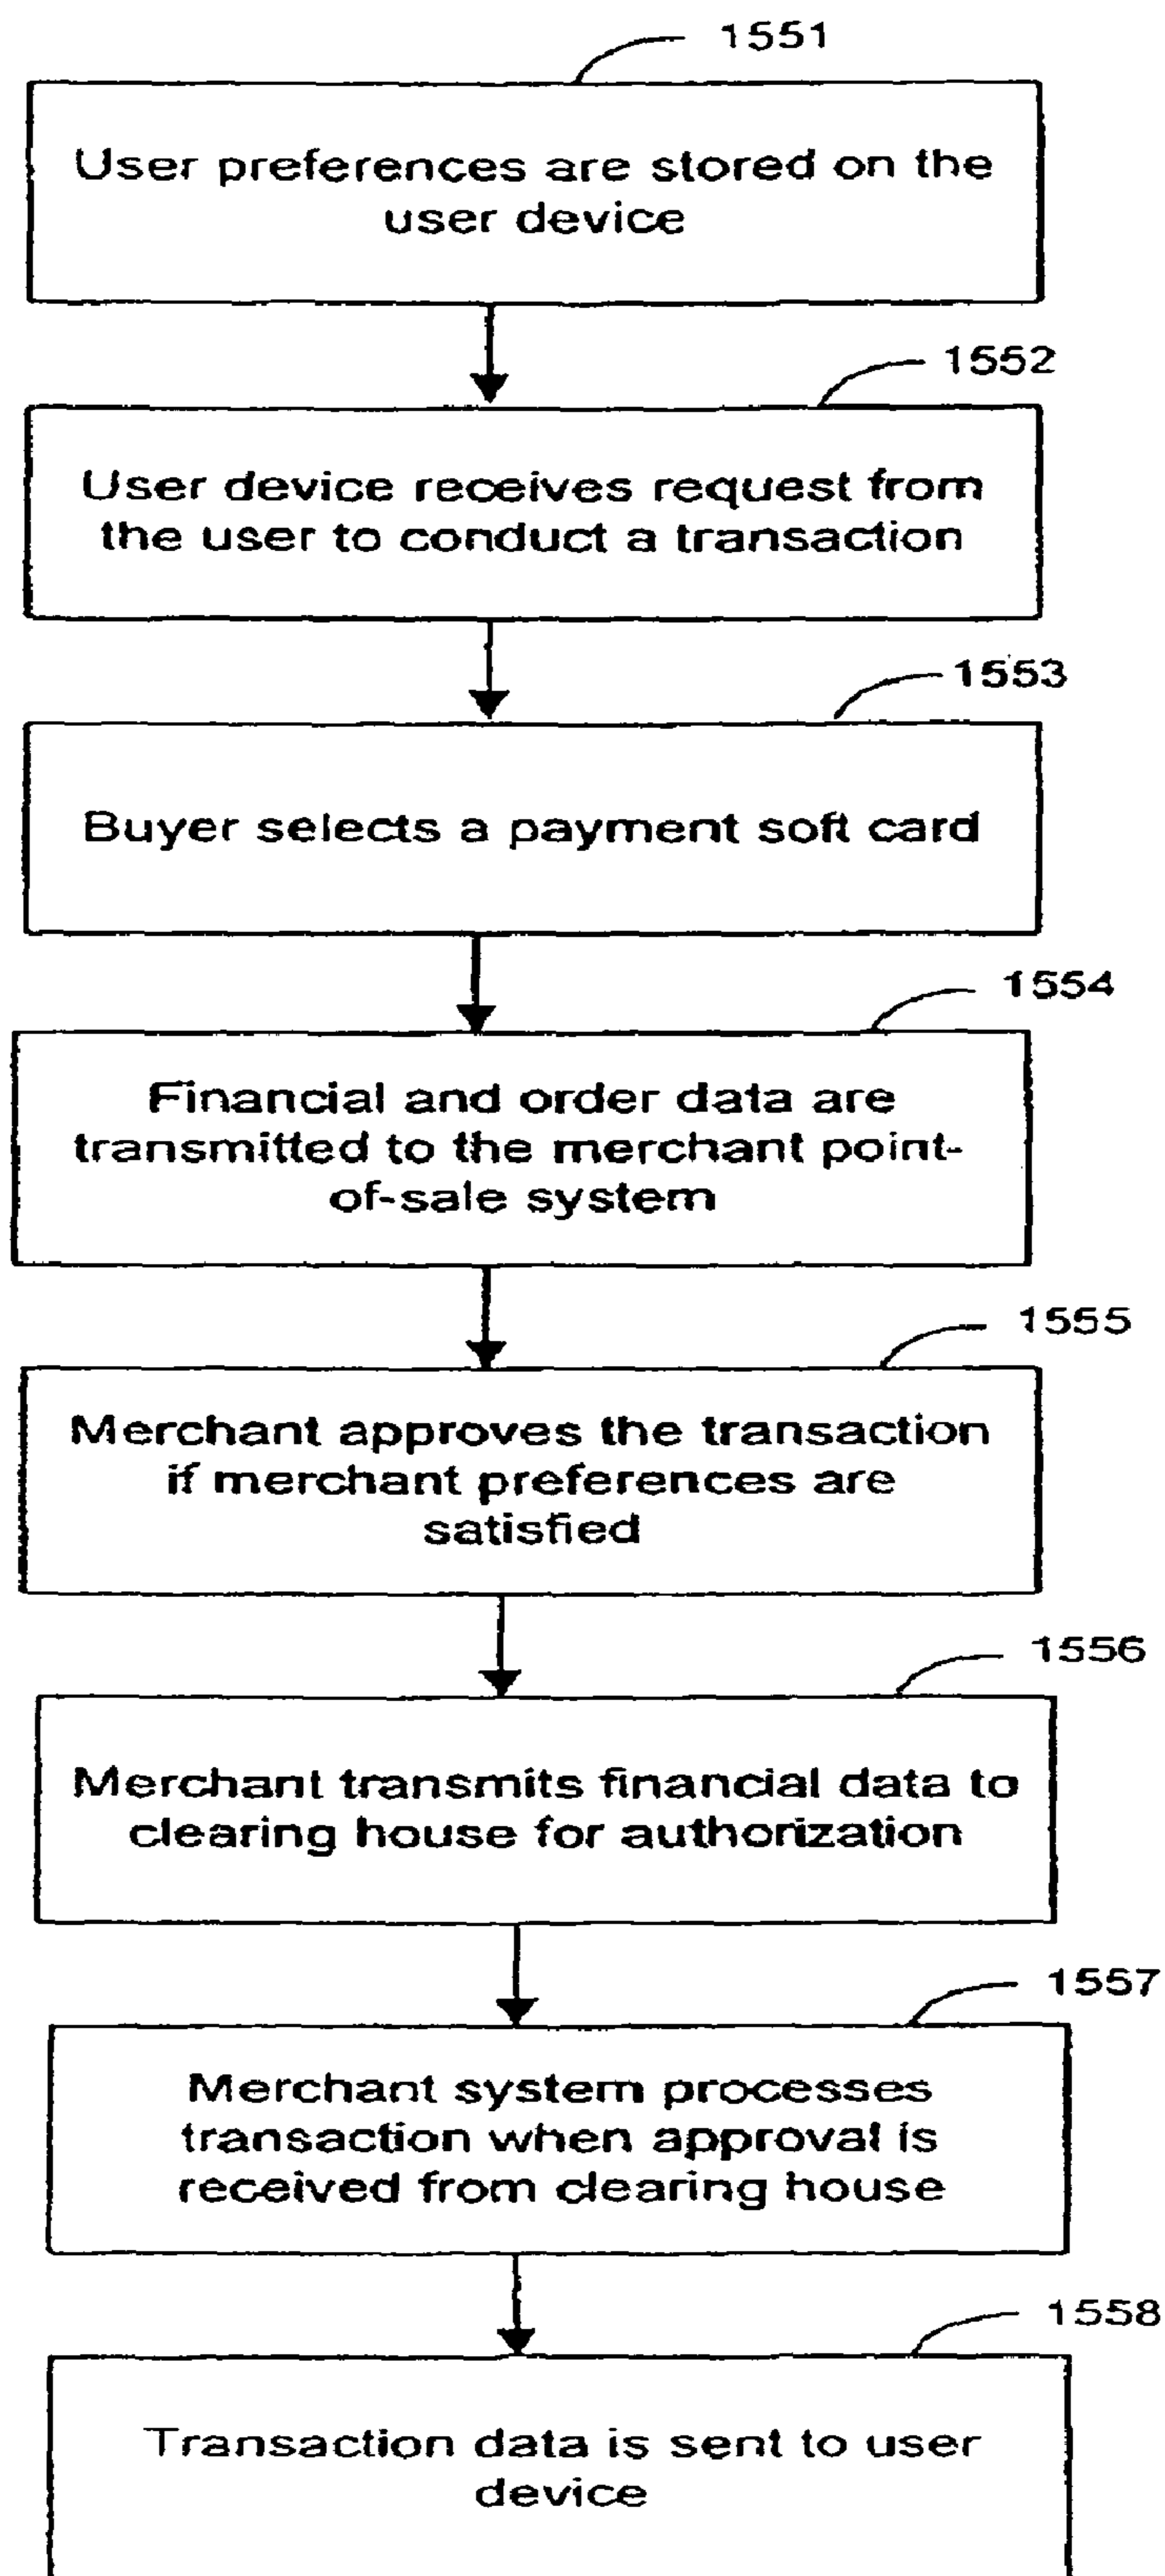 1551
User preferences are stored on the
user device
1552
User device receives request from
the user to conduct a transaction
1553
Buyer selects a payment soft card
1554
Financial and order data are
transmitted to the merchant point-
of-sale system
1555
Merchant approves the transaction
if merchant preferences are
satisfied
1556
Merchant transmits financial data to
clearing house for authorization
1557
Merchant system processes
transaction when approval is
received from clearing house
1558
Transaction data is sent to user
device